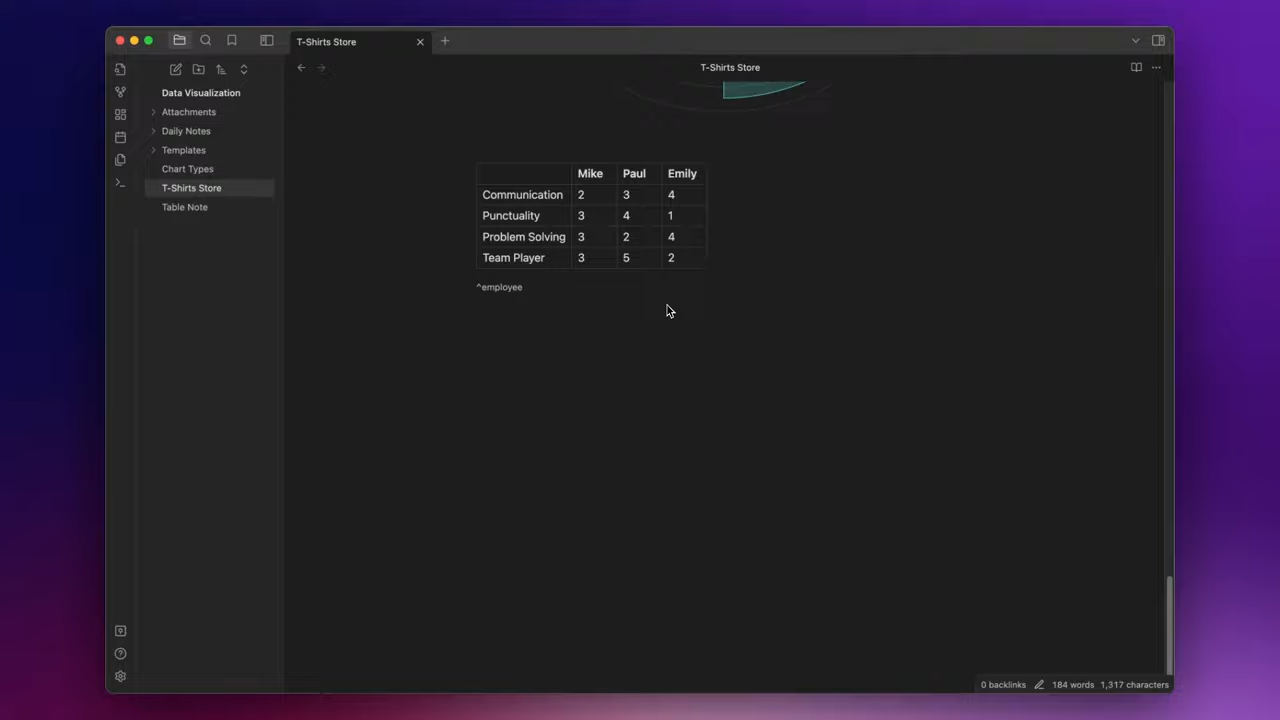 T-Shirts Store
T-Shirts Store
Data Visualization
Attachments
Daily Notes
Templates
Chart Types
T-Shirts Store
Table Note
Mike Paul Emily
Communication 2 3 4
Punctuality 3 4 1
Problem Solving 3 2 4
Team Player 3 5 2
^employee
0 backlinks 184 words 1,317 characters